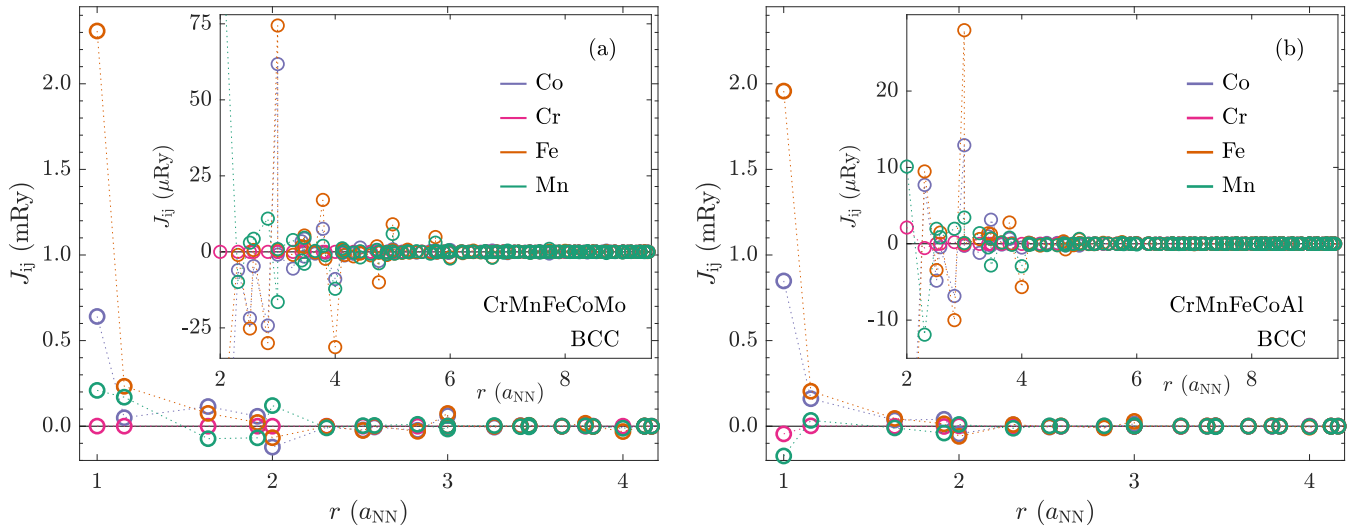 2.0
1.5
1.0
0.5
0.0
J_ij (mRy)
1
2
3
4
r (a_NN)
75
50
25
0
-25
J_ij (μRy)
2
4
6
8
r (a_NN)
(a)
Co
Cr
Fe
Mn
CrMnFeCoMo
BCC
2.0
1.5
1.0
0.5
0.0
J_ij (mRy)
1
2
3
4
r (a_NN)
20
10
0
-10
J_ij (μRy)
2
4
6
8
r (a_NN)
(b)
Co
Cr
Fe
Mn
CrMnFeCoAl
BCC